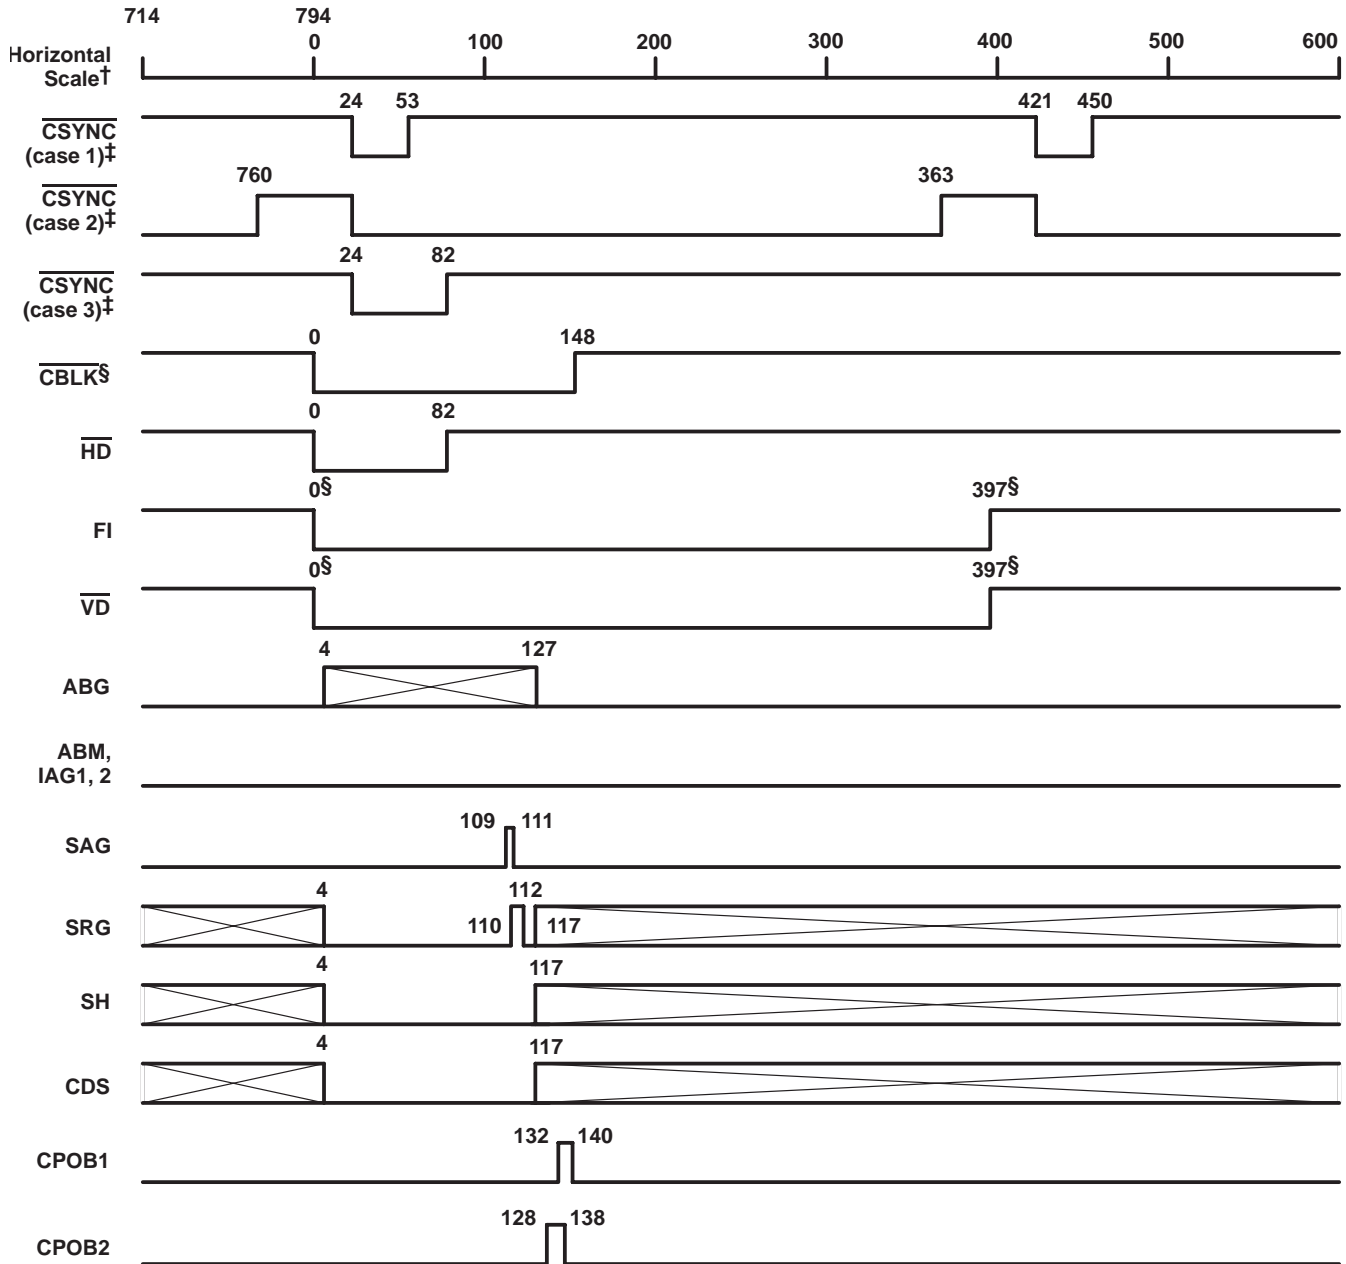 714 794
0 100 200 300 400 500 600
Horizontal
Scale†
24 53 421 450
CSYNC
(case 1)‡
760 363
CSYNC
(case 2)‡
24 82
CSYNC
(case 3)‡
0 148
CBLK§
0 82
HD
0§ 397§
FI
0§ 397§
VD
4 127
ABG
ABM,
IAG1, 2
109 111
SAG
4 112
SRG 110 117
4 117
SH
4 117
CDS
132 140
CPOB1
128 138
CPOB2